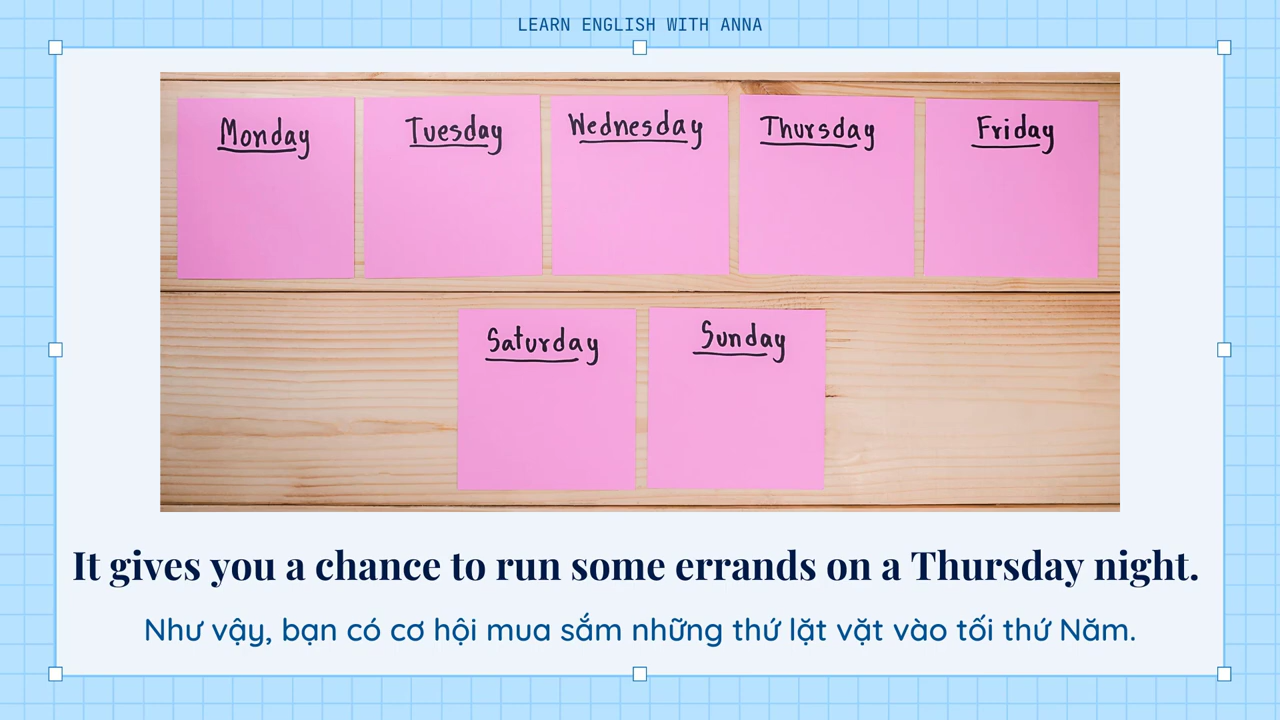 LEARN ENGLISH WITH ANNA
Monday Tuesday Wednesday Thursday Friday
Saturday Sunday
It gives you a chance to run some errands on a Thursday night.
Như vậy, bạn có cơ hội mua sắm những thứ lặt vặt vào tối thứ Năm.